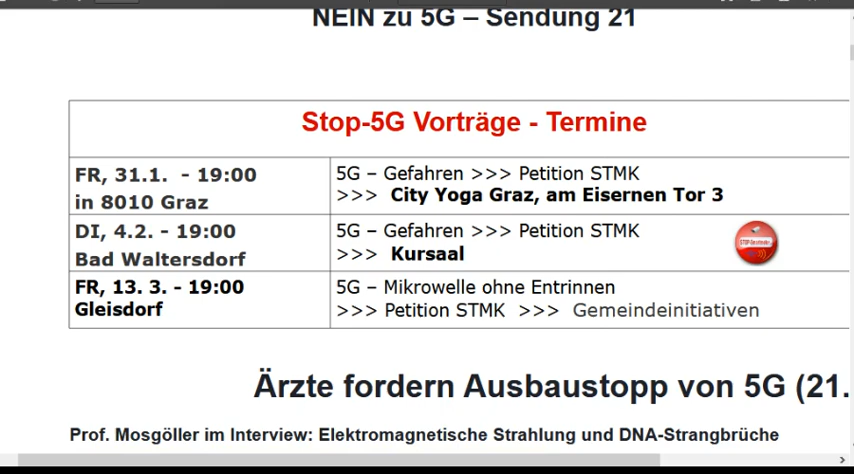 NEIN zu 5G – Sendung 21
Stop-5G Vorträge - Termine
FR, 31.1. - 19:00
in 8010 Graz
5G – Gefahren >>> Petition STMK
>>> City Yoga Graz, am Eisernen Tor 3
DI, 4.2. - 19:00
Bad Waltersdorf
5G – Gefahren >>> Petition STMK
>>> Kursaal
FR, 13. 3. - 19:00
Gleisdorf
5G – Mikrowelle ohne Entrinnen
>>> Petition STMK >>> Gemeindeinitiativen
Ärzte fordern Ausbaustopp von 5G (21.
Prof. Mosgöller im Interview: Elektromagnetische Strahlung und DNA-Strangbrüche